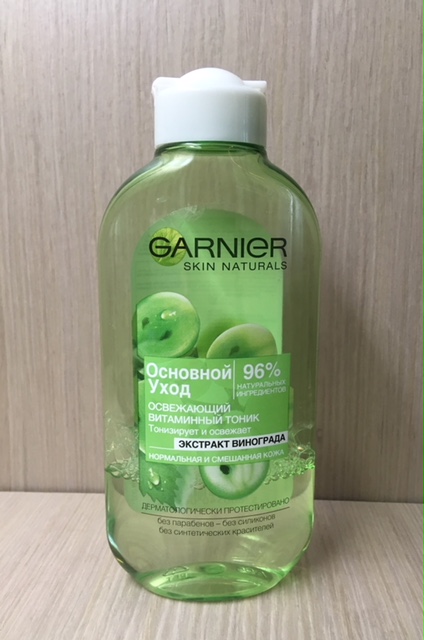 GARNIER
SKIN NATURALS
Основной
Уход
96%
НАТУРАЛЬНЫХ
ИНГРЕДИЕНТОВ
ОСВЕЖАЮЩИЙ
ВИТАМИННЫЙ ТОНИК
Тонизирует и освежает
ЭКСТРАКТ ВИНОГРАДА
НОРМАЛЬНАЯ И СМЕШАННАЯ КОЖА
ДЕРМАТОЛОГИЧЕСКИ ПРОТЕСТИРОВАНО
без парабенов – без силиконов
без синтетических красителей